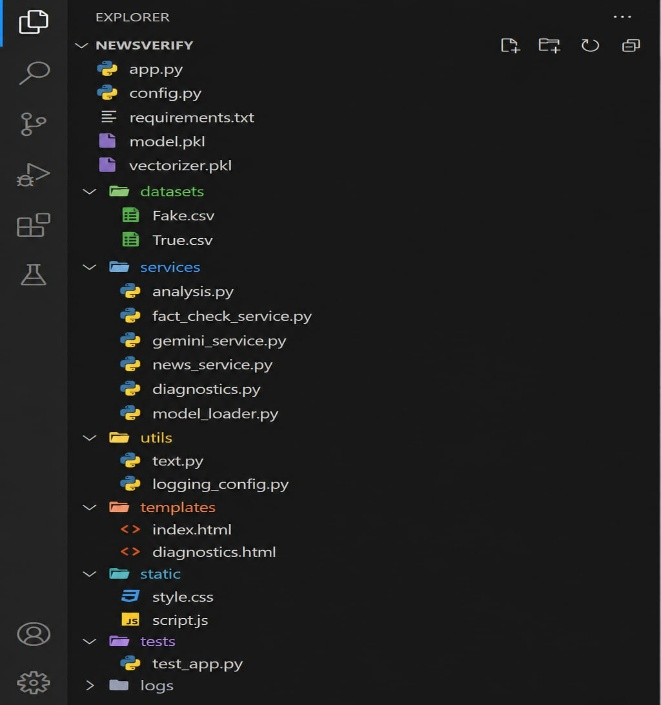 EXPLORER
NEWSVERIFY
app.py
config.py
requirements.txt
model.pkl
vectorizer.pkl
datasets
Fake.csv
True.csv
services
analysis.py
fact_check_service.py
gemini_service.py
news_service.py
diagnostics.py
model_loader.py
utils
text.py
logging_config.py
templates
index.html
diagnostics.html
static
style.css
JS script.js
tests
test_app.py
logs